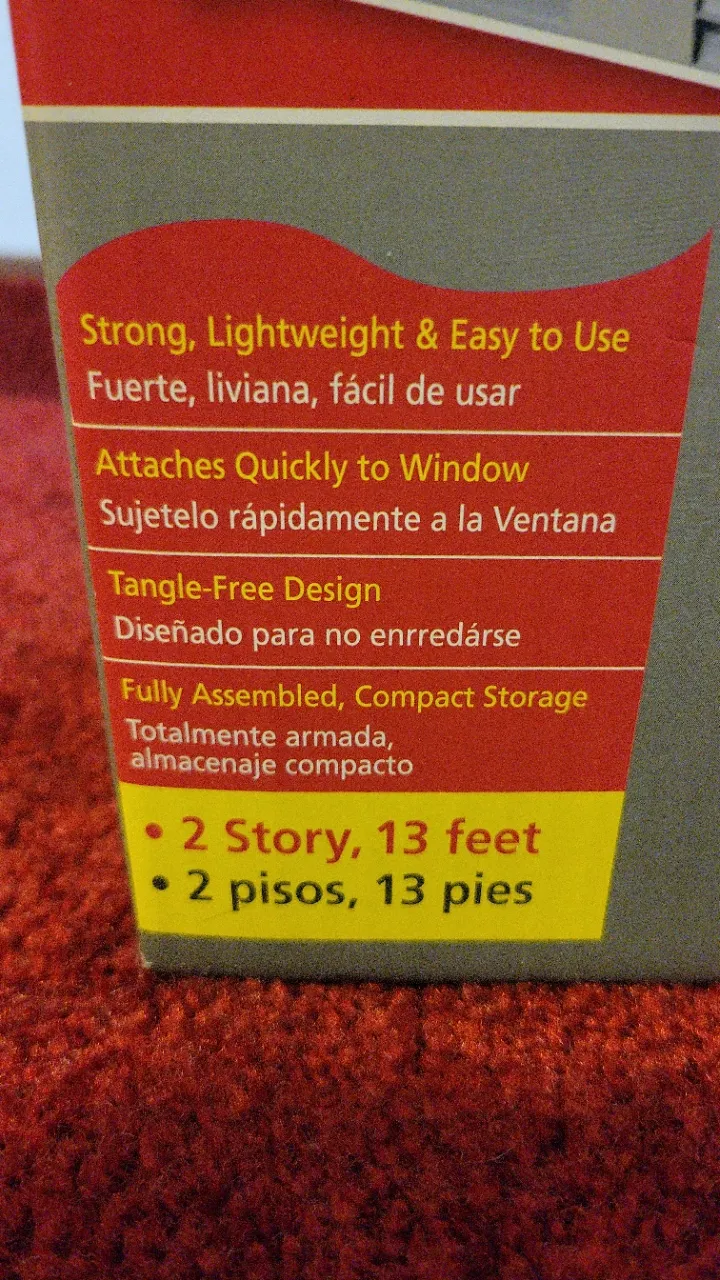 Strong, Lightweight & Easy to Use
Fuerte, liviana, fácil de usar
Attaches Quickly to Window
Sujetelo rápidamente a la Ventana
Tangle-Free Design
Diseñado para no enrredárse
Fully Assembled, Compact Storage
Totalmente armada,
almacenaje compacto
• 2 Story, 13 feet
• 2 pisos, 13 pies